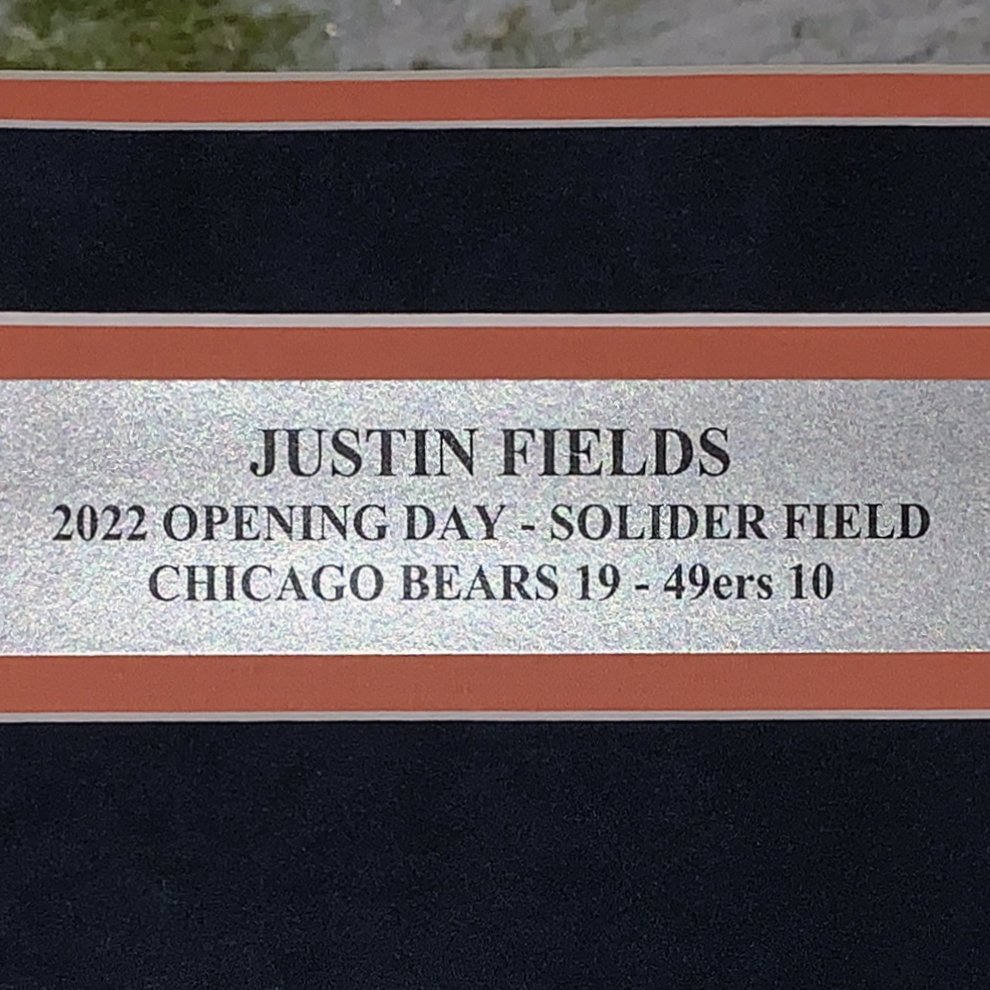 JUSTIN FIELDS
2022 OPENING DAY - SOLIDER FIELD
CHICAGO BEARS 19 - 49ers 10